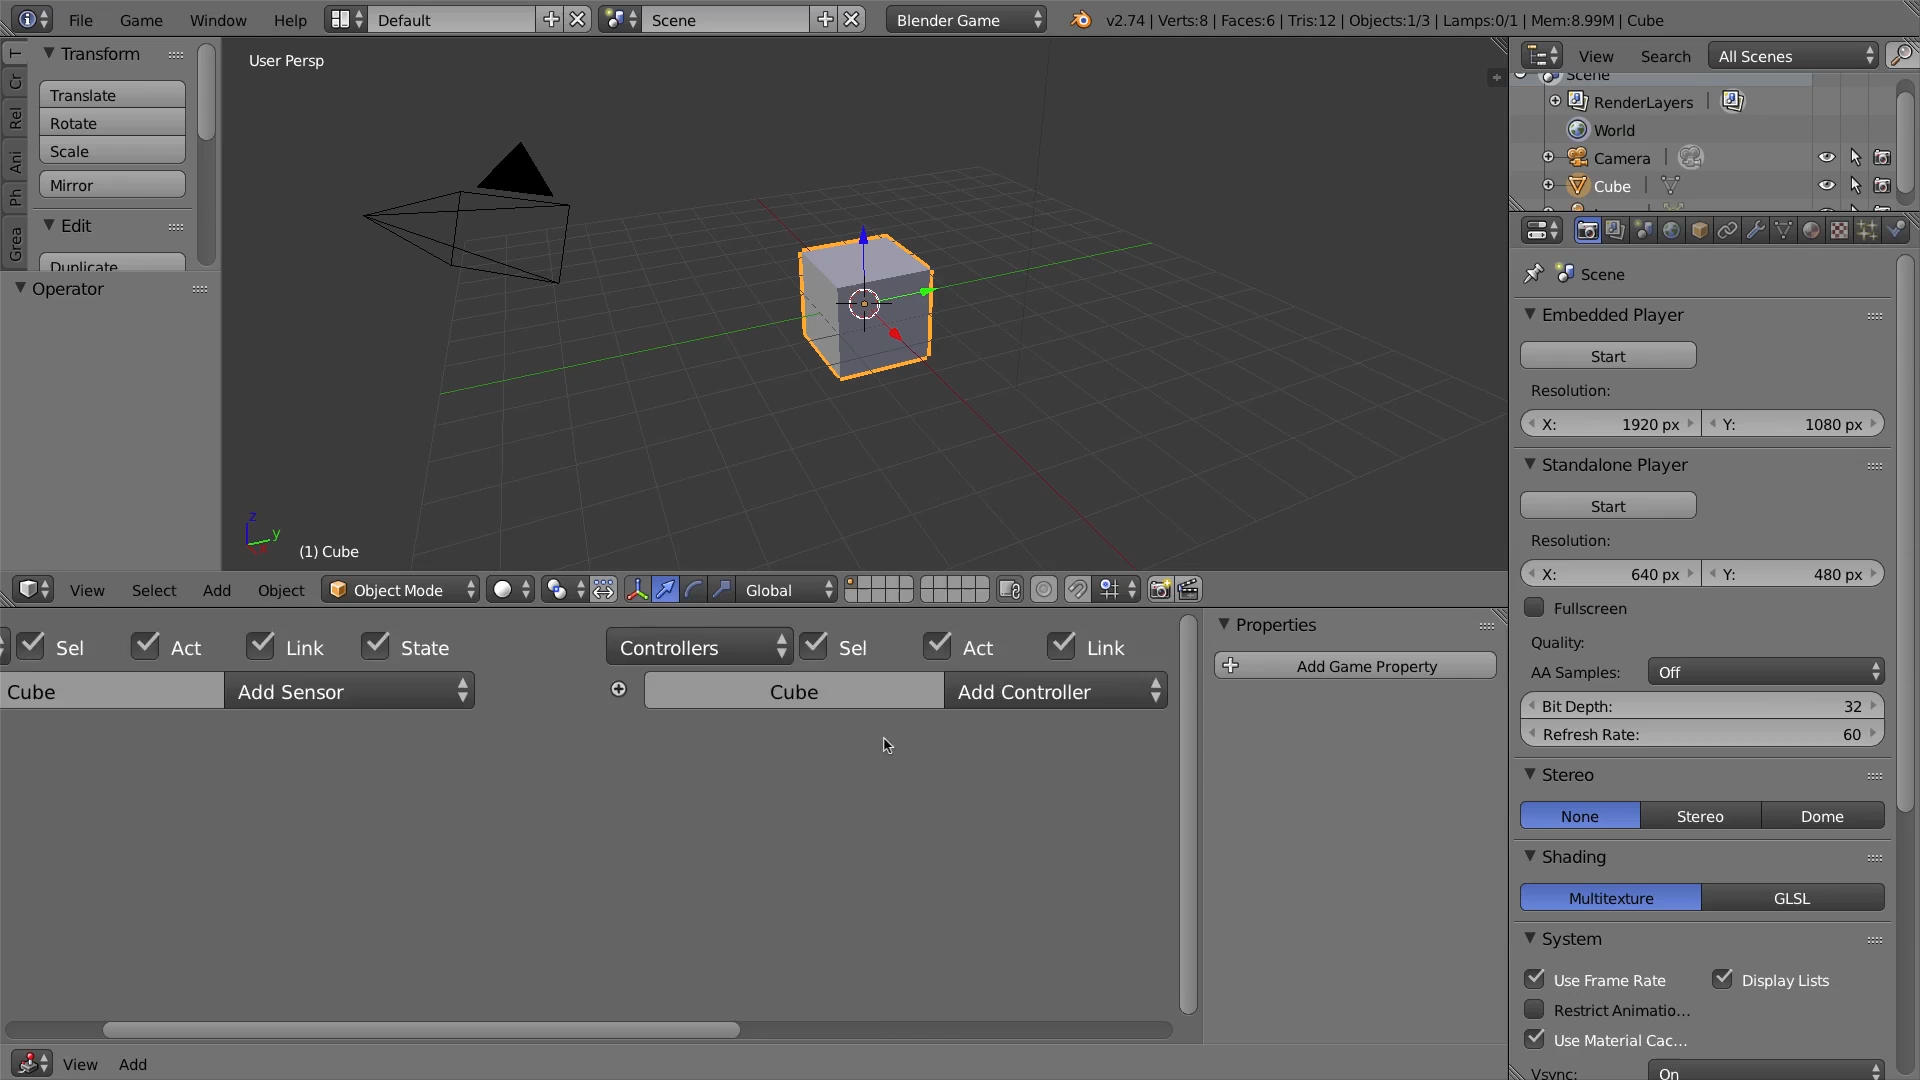 File Game Window Help Default Scene Blender Game v2.74 | Verts:8 | Faces:6 | Tris:12 | Objects:1/3 | Lamps:0/1 | Mem:8.99M | Cube
T
Cr
Rel
Ani
Ph
Grea
Transform
Translate
Rotate
Scale
Mirror
Edit
Duplicate
Operator
User Persp
z
y
(1) Cube
View Search All Scenes
Scene
RenderLayers
World
Camera
Cube
Scene
Embedded Player
Start
Resolution:
X: 1920 px Y: 1080 px
Standalone Player
Start
Resolution:
X: 640 px Y: 480 px
Fullscreen
Quality:
AA Samples: Off
Bit Depth: 32
Refresh Rate: 60
Stereo
None Stereo Dome
Shading
Multitexture GLSL
System
Use Frame Rate Display Lists
Restrict Animatio...
Use Material Cac...
Vsync: On
View Select Add Object Object Mode Global
Sel Act Link State Controllers Sel Act Link
Cube Add Sensor Cube Add Controller
Properties
Add Game Property
View Add